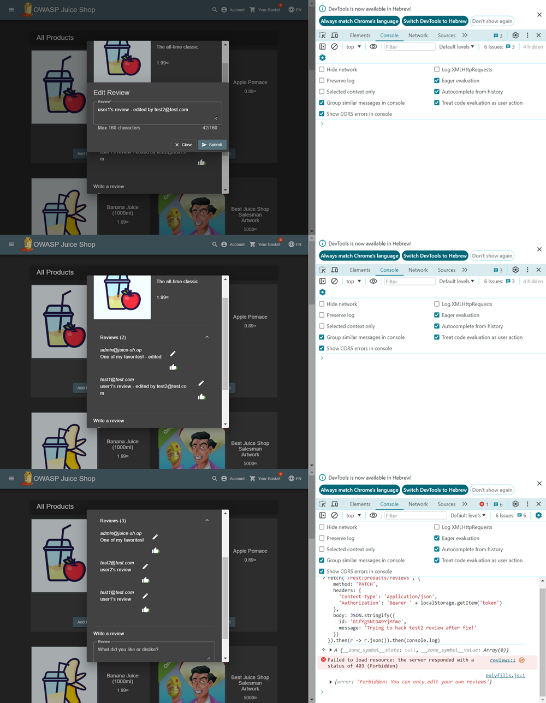 OWASP Juice Shop
Account
Your Basket
EN
All Products
The all-time classic.
1.99¤
Apple Pomace
0.89¤
Edit Review
Review
user1's review - edited by test2@test.com
Max 160 characters
42/160
Close
Submit
Write a review
Banana Juice
(1000ml)
1.99¤
Best Juice Shop
Salesman
Artwork
5000¤
DevTools is now available in Hebrew!
Always match Chrome's language
Switch DevTools to Hebrew
Don't show again
Elements
Console
Network
Sources
top
Filter
Default levels
6 Issues:
Hide network
Log XMLHttpRequests
Preserve log
Eager evaluation
Selected context only
Autocomplete from history
Group similar messages in console
Treat code evaluation as user action
Show CORS errors in console
OWASP Juice Shop
Account
Your Basket
EN
All Products
The all-time classic.
1.99¤
Reviews (2)
admin@juice-sh.op
One of my favorites! - edited
test1@test.com
user1's review - edited by test2@test.co
m
Write a review
Apple Pomace
0.89¤
Banana Juice
(1000ml)
1.99¤
Best Juice Shop
Salesman
Artwork
5000¤
DevTools is now available in Hebrew!
Always match Chrome's language
Switch DevTools to Hebrew
Don't show again
Elements
Console
Network
Sources
top
Filter
Default levels
6 Issues:
Hide network
Log XMLHttpRequests
Preserve log
Eager evaluation
Selected context only
Autocomplete from history
Group similar messages in console
Treat code evaluation as user action
Show CORS errors in console
OWASP Juice Shop
Account
Your Basket
EN
All Products
Reviews (3)
admin@juice-sh.op
One of my favorites!
test2@test.com
user2's review
test1@test.com
user1's review
Write a review
Review
What did you like or dislike?
Apple Pomace
0.89¤
Banana Juice
(1000ml)
1.99¤
Best Juice Shop
Salesman
Artwork
5000¤
DevTools is now available in Hebrew!
Always match Chrome's language
Switch DevTools to Hebrew
Don't show again
Elements
Console
Network
Sources
top
Filter
Default levels
6 Issues:
Hide network
Log XMLHttpRequests
Preserve log
Eager evaluation
Selected context only
Autocomplete from history
Group similar messages in console
Treat code evaluation as user action
Show CORS errors in console
fetch('/rest/products/reviews', {
method: 'PATCH',
headers: {
'Content-Type': 'application/json',
'Authorization': 'Bearer ' + localStorage.getItem('token')
},
body: JSON.stringify({
message: 'Trying to hack test2 review after fix!'
})
}).then(r => r.json()).then(console.log)
Failed to load resource: the server responded with a
status of 403 (Forbidden)
reviews:1
polyfills.js:1
{error: 'Forbidden: You can only edit your own reviews'}